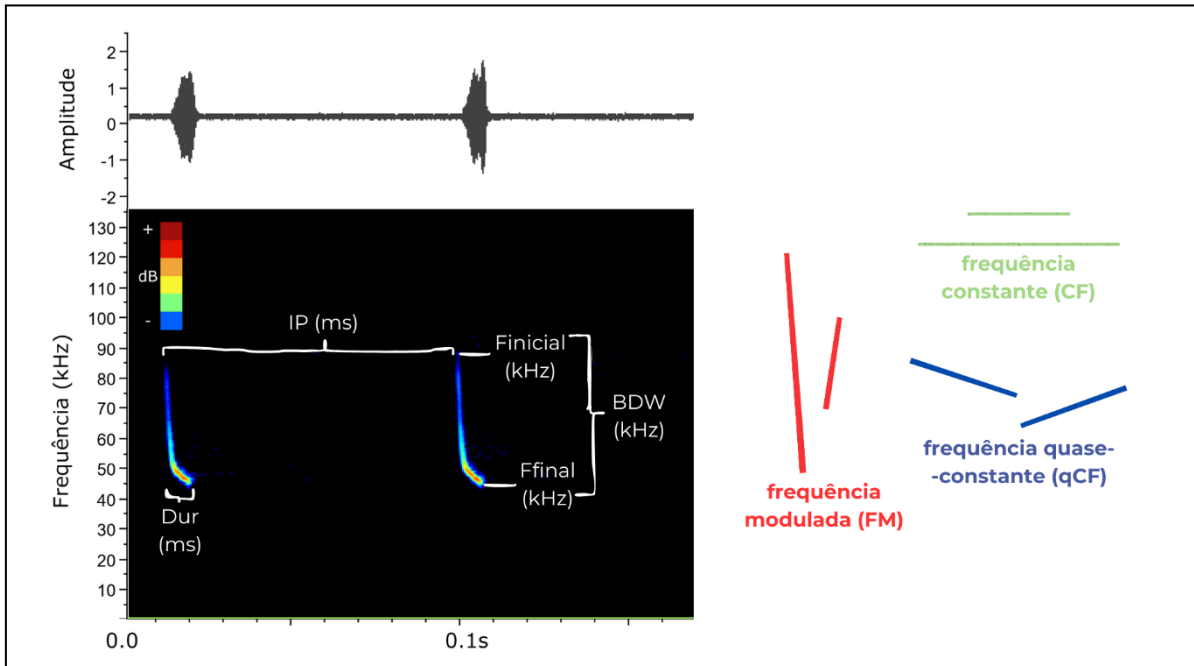 Amplitude
2
1
0
-1
-2
Frequência (kHz)
130
120
110
100
90
80
70
60
50
40
30
20
10
+
dB
-
IP (ms)
Finicial
(kHz)
BDW
(kHz)
Ffinal
(kHz)
Dur
(ms)
0.0
0.1s
frequência
modulada (FM)
frequência
constante (CF)
frequência quase-
-constante (qCF)